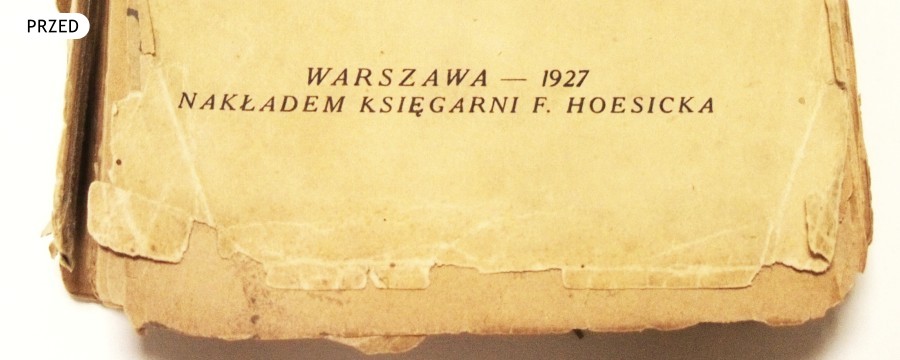 PRZED
WARSZAWA — 1927
NAKŁADEM KSIĘGARNI F. HOESICKA